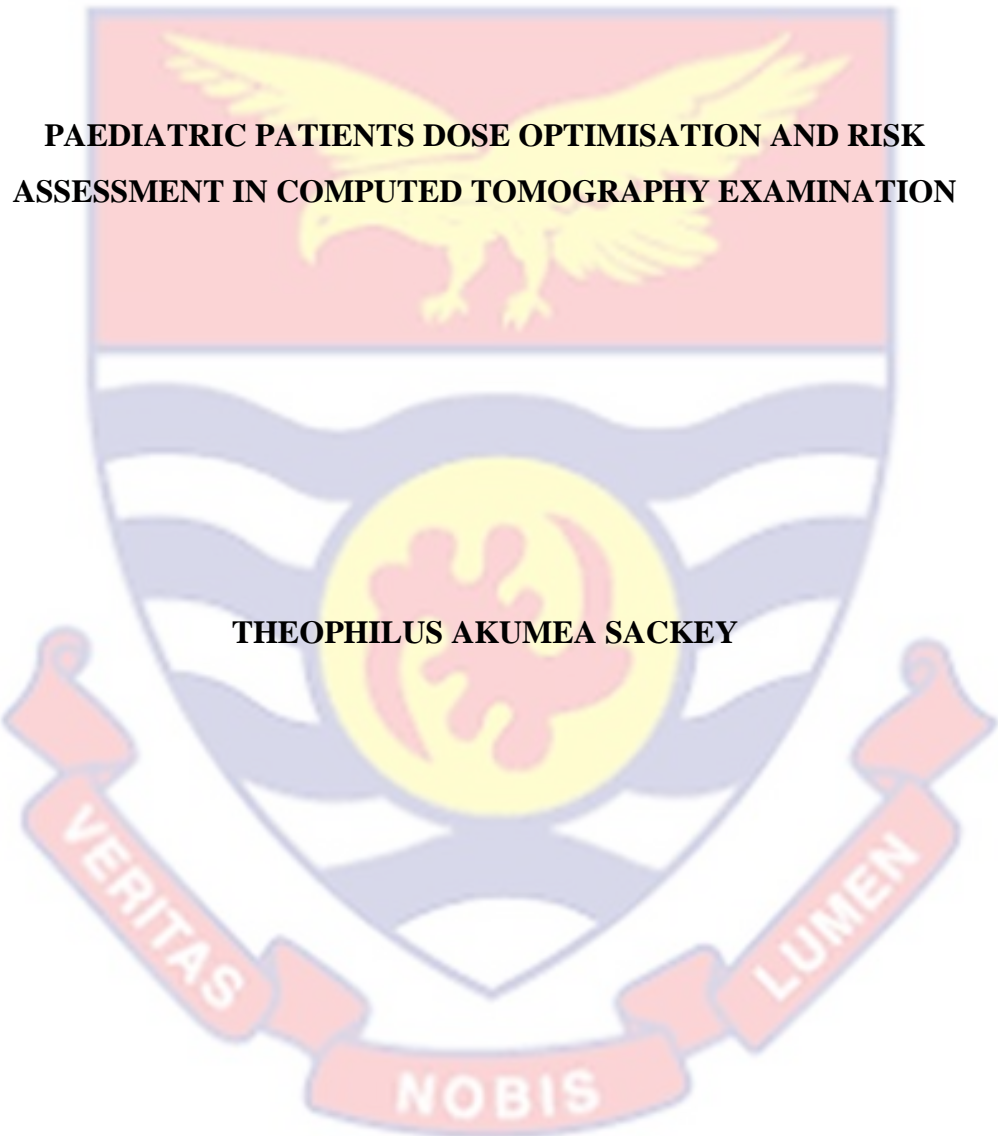 PAEDIATRIC PATIENTS DOSE OPTIMISATION AND RISK
ASSESSMENT IN COMPUTED TOMOGRAPHY EXAMINATION
THEOPHILUS AKUMEA SACKEY
VERITAS
NOBIS
LUMEN